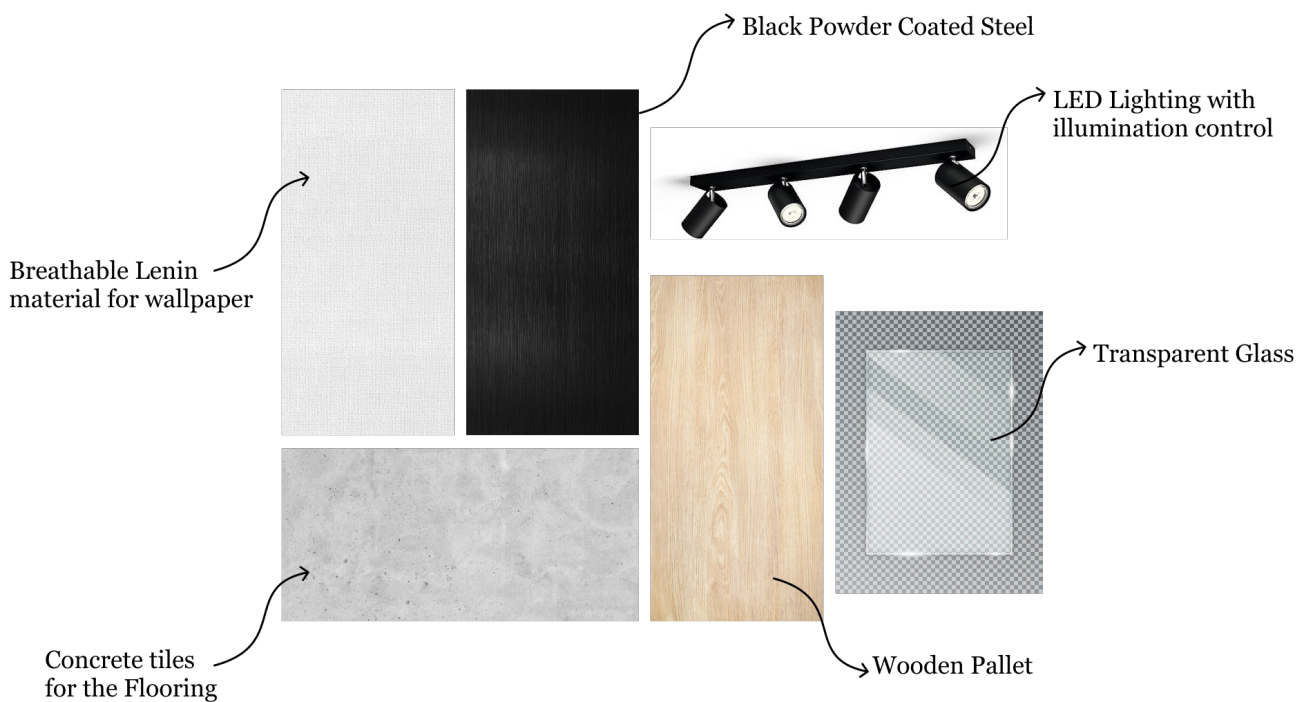 Black Powder Coated Steel
LED Lighting with
illumination control
Breathable Lenin
material for wallpaper
Transparent Glass
Concrete tiles
for the Flooring
Wooden Pallet